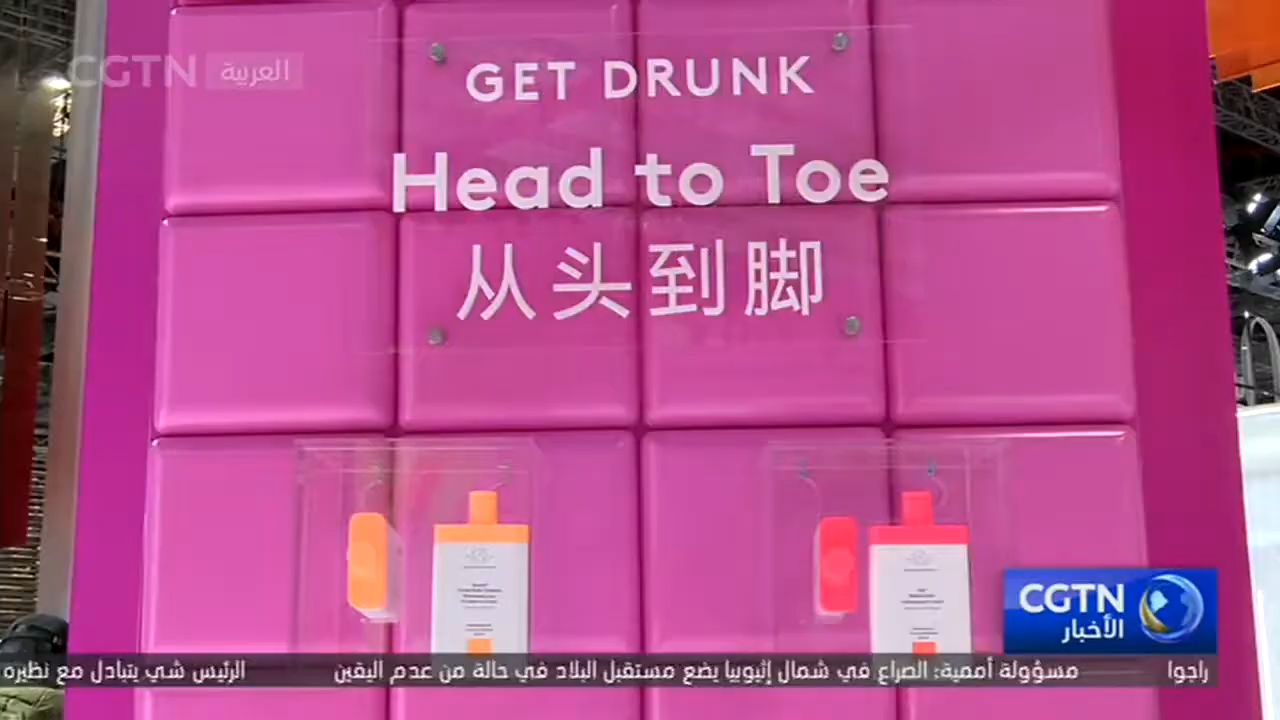 CGTN العربية
GET DRUNK
Head to Toe
从头到脚
CGTN
الأخبار
راجوا مسؤولة أممية: الصراع في شمال إثيوبيا يضع مستقبل البلاد في حالة من عدم اليقين الرئيس شي يتبادل مع نظيره